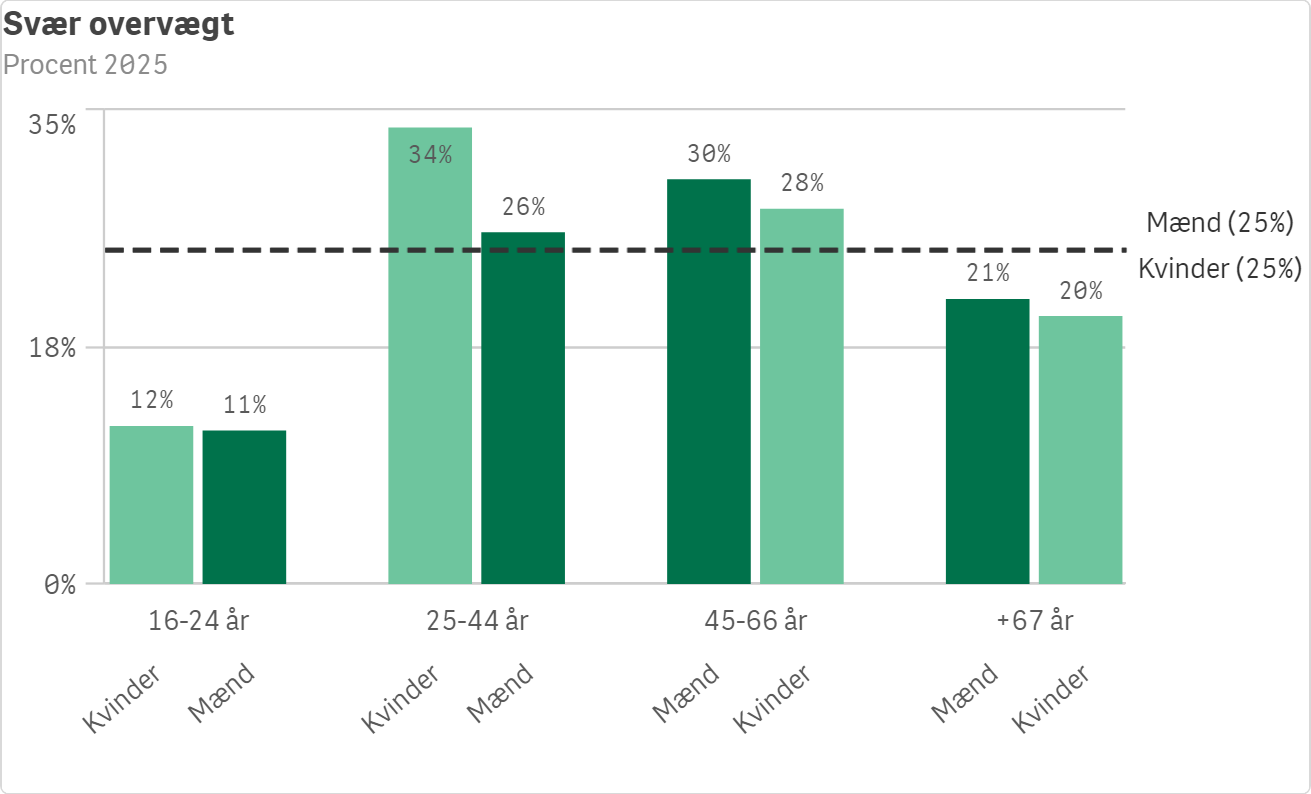 Svær overvægt
Procent 2025
35%
18%
0%
34%
26%
30%
28%
12%
11%
21%
20%
Mænd (25%)
Kvinder (25%)
16-24 år
25-44 år
45-66 år
+67 år
Kvinder
Mænd
Kvinder
Mænd
Mænd
Kvinder
Mænd
Kvinder